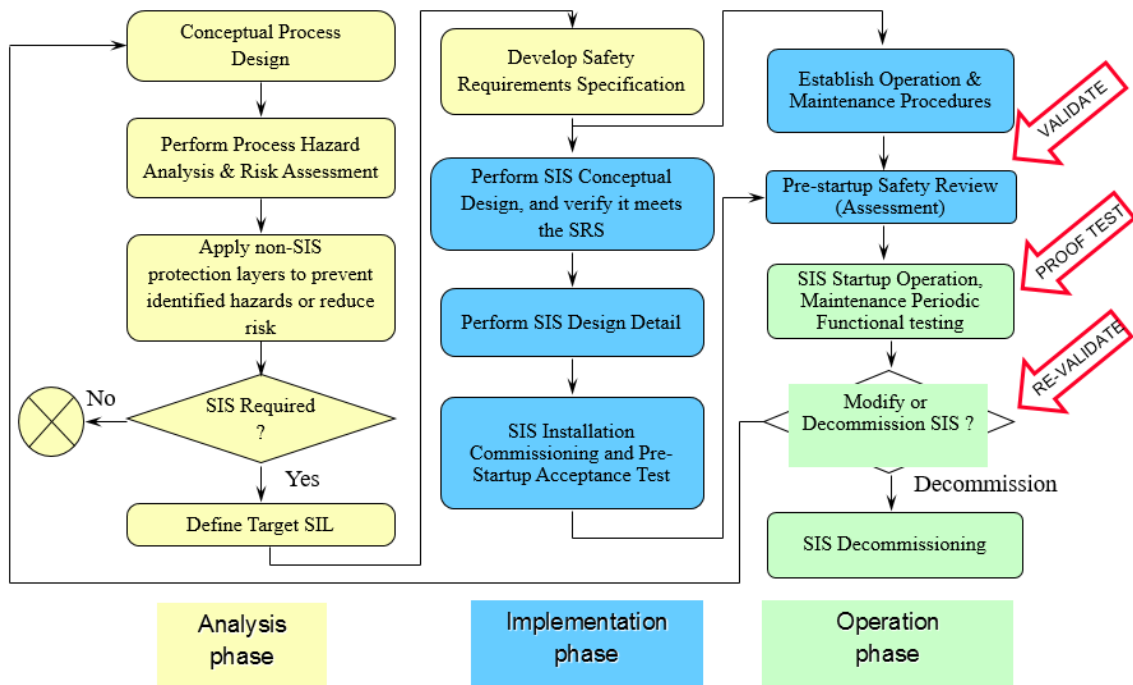 Conceptual Process
Design
Perform Process Hazard
Analysis & Risk Assessment
Apply non-SIS
protection layers to prevent
identified hazards or reduce
risk
No
SIS Required
?
Yes
Define Target SIL
Develop Safety
Requirements Specification
Perform SIS Conceptual
Design, and verify it meets
the SRS
Perform SIS Design Detail
SIS Installation
Commissioning and Pre-
Startup Acceptance Test
Establish Operation &
Maintenance Procedures
VALIDATE
Pre-startup Safety Review
(Assessment)
PROOF TEST
SIS Startup Operation,
Maintenance Periodic
Functional testing
RE-VALIDATE
Modify or
Decommission SIS ?
Decommission
SIS Decommissioning
Analysis
phase
Implementation
phase
Operation
phase